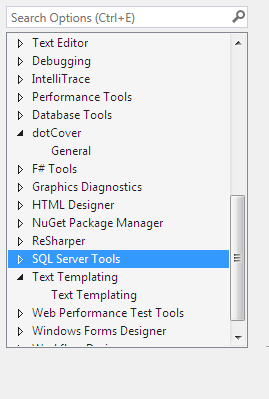 Search Options (Ctrl+E)
Text Editor
Debugging
IntelliTrace
Performance Tools
Database Tools
dotCover
General
F# Tools
Graphics Diagnostics
HTML Designer
NuGet Package Manager
ReSharper
SQL Server Tools
Text Templating
Text Templating
Web Performance Test Tools
Windows Forms Designer